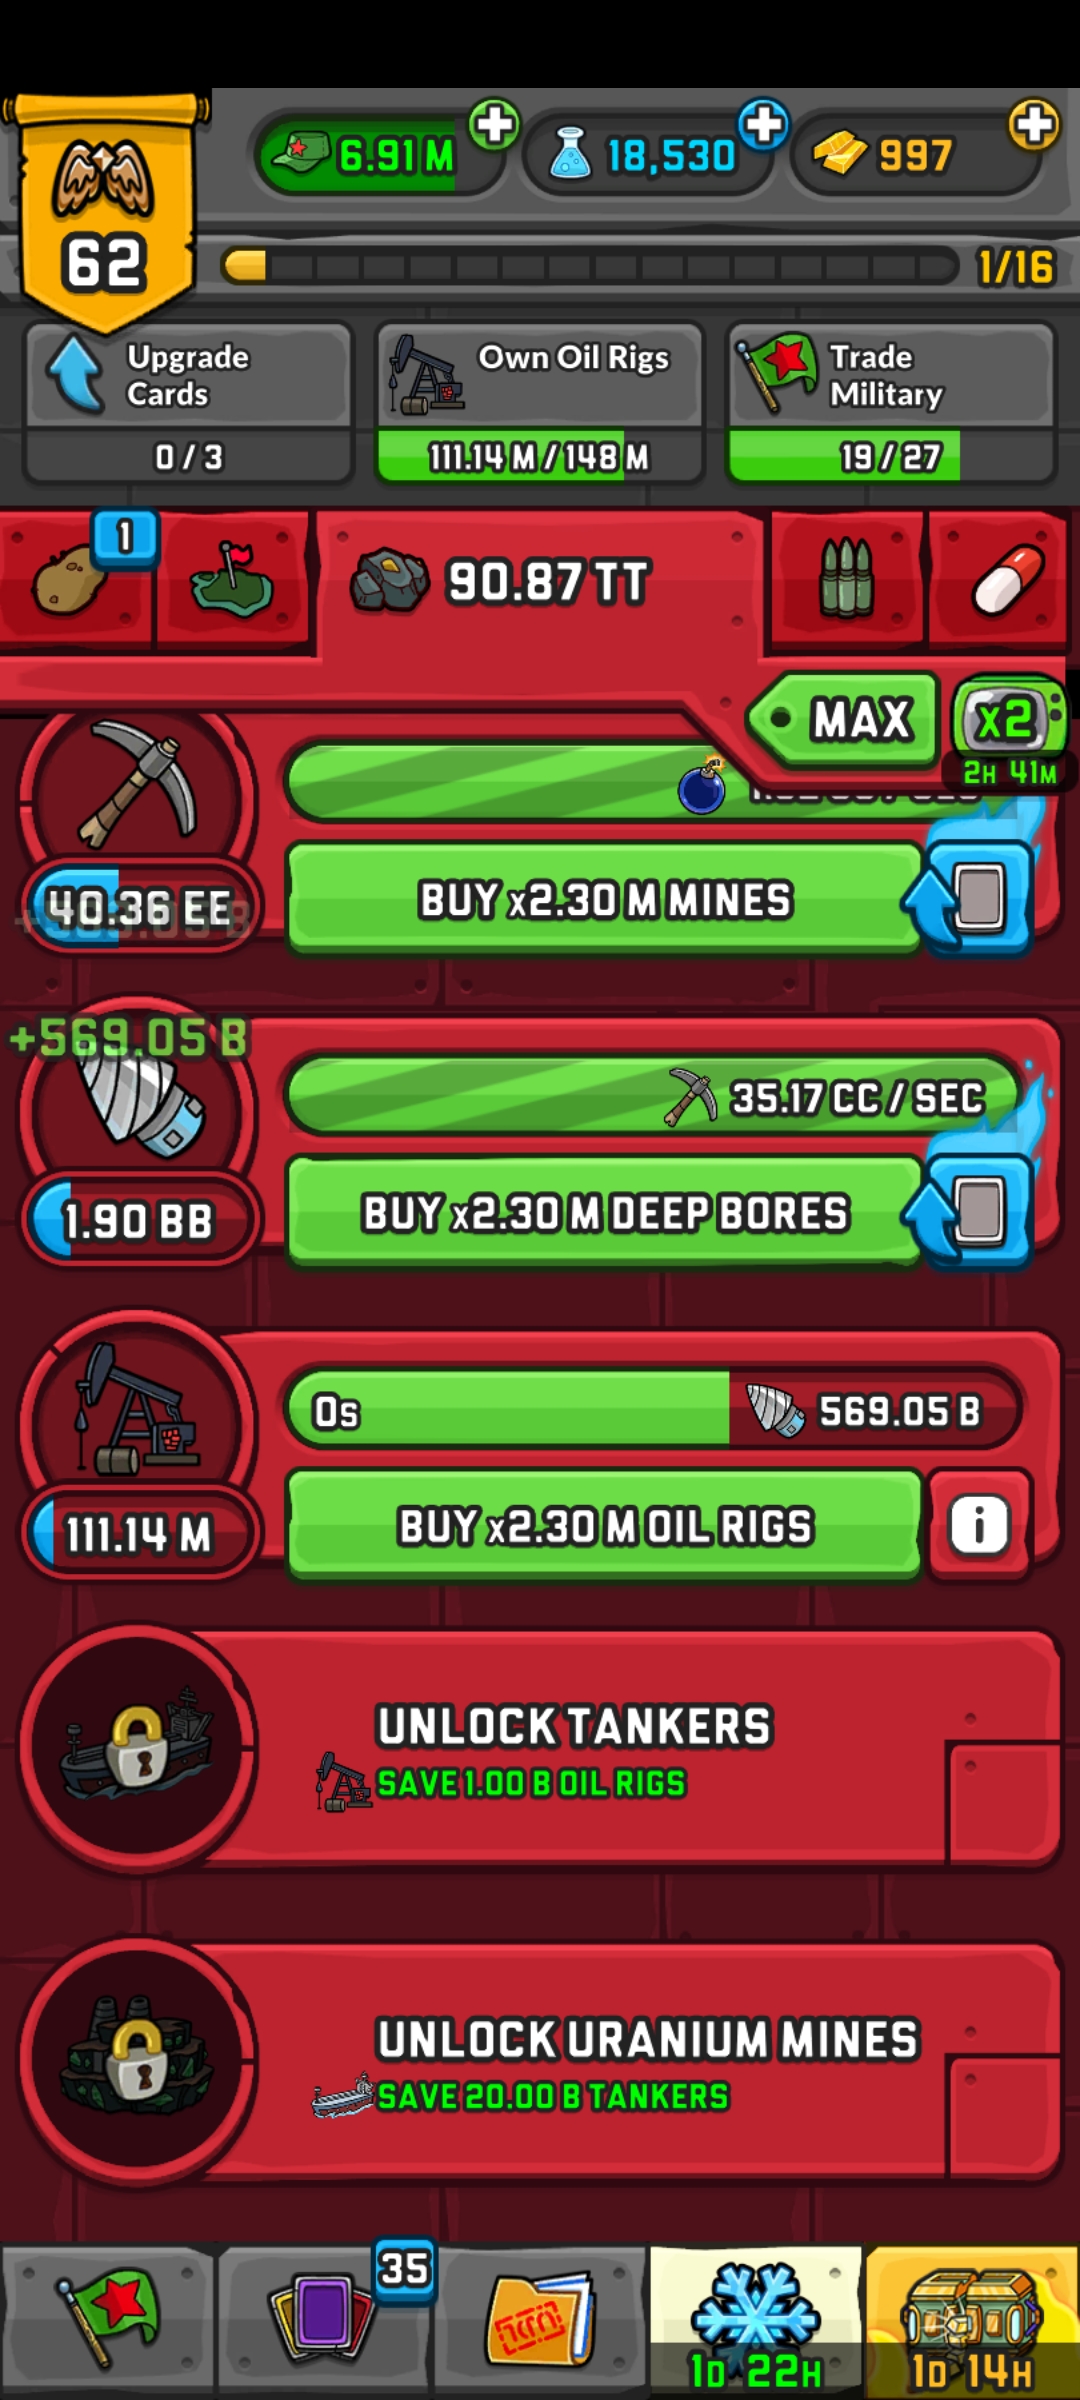 6.91 M
18,530
997
62
1/16
Upgrade
Cards
0 / 3
Own Oil Rigs
111.14 M / 148 M
Trade
Military
19 / 27
1
90.87 TT
MAX
x2
2H 41M
40.36 EE
BUY x2.30 M MINES
+569.05 B
35.17 CC / SEC
1.90 BB
BUY x2.30 M DEEP BORES
0s
569.05 B
111.14 M
BUY x2.30 M OIL RIGS
i
UNLOCK TANKERS
SAVE 1.00 B OIL RIGS
UNLOCK URANIUM MINES
SAVE 20.00 B TANKERS
35
1D 22H
1D 14H